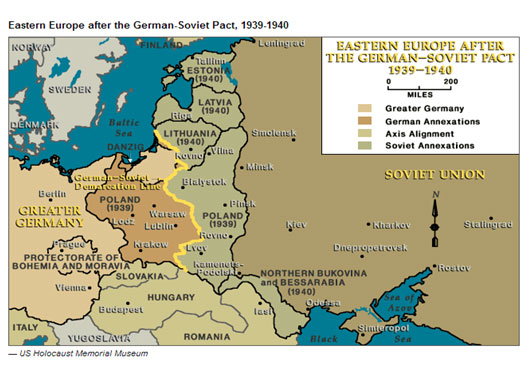 Eastern Europe after the German-Soviet Pact, 1939-1940
NORWAY
FINLAND
Leningrad
EASTERN EUROPE AFTER
THE GERMAN–SOVIET PACT
1939–1940
0
200
MILES
Greater Germany
German Annexations
Axis Alignment
Soviet Annexations
Tallinn
ESTONIA
(1940)
SWEDEN
LATVIA
(1940)
Riga
Baltic
Sea
DENMARK
LITHUANIA
(1940)
Smolensk
DANZIG
Kovno
Vilna
Minsk
German–Soviet
Demarcation Line
SOVIET UNION
Bialystok
Berlin
POLAND
(1939)
Warsaw
Pinsk
N
GREATER
GERMANY
Lodz
Lublin
POLAND
(1939)
Stalingrad
Rovno
Kiev
Kharkov
Prague
Krakow
Lvov
Dnepropetrovsk
PROTECTORATE OF
BOHEMIA AND MORAVIA
Kamenets-
Podolski
Rostov
SLOVAKIA
NORTHERN BUKOVINA
and BESSARABIA
(1940)
Vienna
HUNGARY
Budapest
Iasi
Odessa
Sea of
Azov
Simferopol
ITALY
YUGOSLAVIA
ROMANIA
Black
Sea
— US Holocaust Memorial Museum